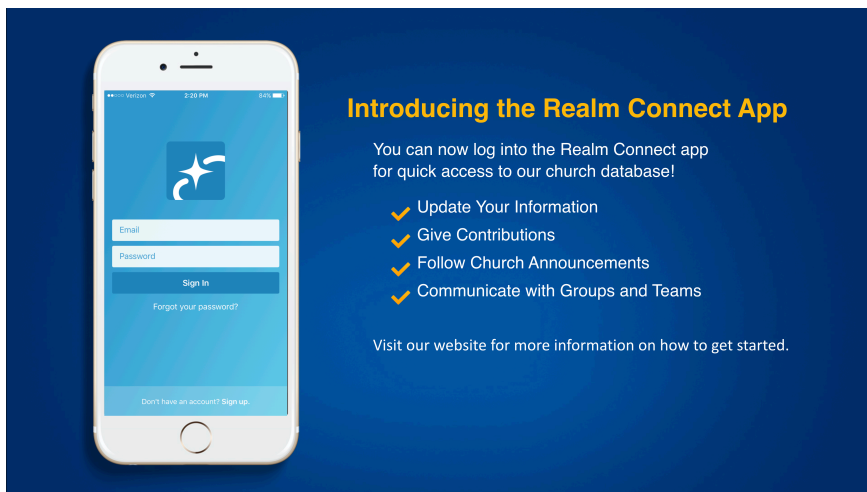 ●●○○○ Verizon 2:20 PM 64%
Email
Password
Sign In
Forgot your password?
Don't have an account? Sign up.
Introducing the Realm Connect App
You can now log into the Realm Connect app
for quick access to our church database!
Update Your Information
Give Contributions
Follow Church Announcements
Communicate with Groups and Teams
Visit our website for more information on how to get started.